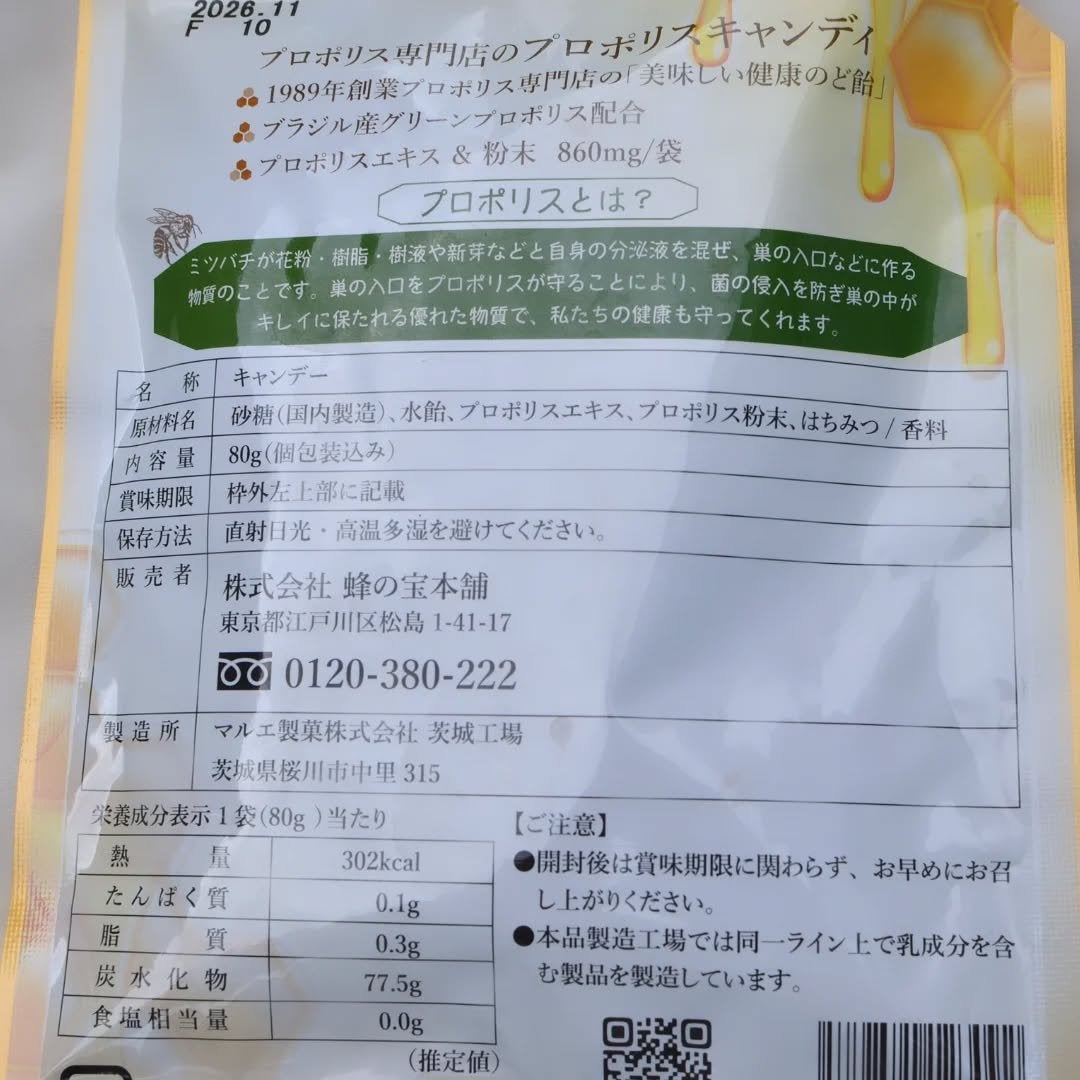 2026.11
F 10
プロポリス専門店のプロポリスキャンディ
1989年創業プロポリス専門店の「美味しい健康のど飴」
ブラジル産グリーンプロポリス配合
プロポリスエキス & 粉末 860mg/袋
プロポリスとは？
ミツバチが花粉・樹脂・樹液や新芽などと自身の分泌液を混ぜ、巣の入口などに作る
物質のことです。巣の入口をプロポリスが守ることにより、菌の侵入を防ぎ巣の中が
キレイに保たれる優れた物質で、私たちの健康も守ってくれます。
名称 キャンデー
原材料名 砂糖(国内製造)、水飴、プロポリスエキス、プロポリス粉末、はちみつ / 香料
内容量 80g(個包装込み)
賞味期限 枠外左上部に記載
保存方法 直射日光・高温多湿を避けてください。
販売者 株式会社 蜂の宝本舗
東京都江戸川区松島 1-41-17
0120-380-222
製造所 マルエ製菓株式会社 茨城工場
茨城県桜川市中里 315
栄養成分表示 1 袋(80g )当たり
熱量 302kcal
たんぱく質 0.1g
脂質 0.3g
炭水化物 77.5g
食塩相当量 0.0g
(推定値)
【ご注意】
●開封後は賞味期限に関わらず、お早めにお召
し上がりください。
●本品製造工場では同一ライン上で乳成分を含
む製品を製造しています。